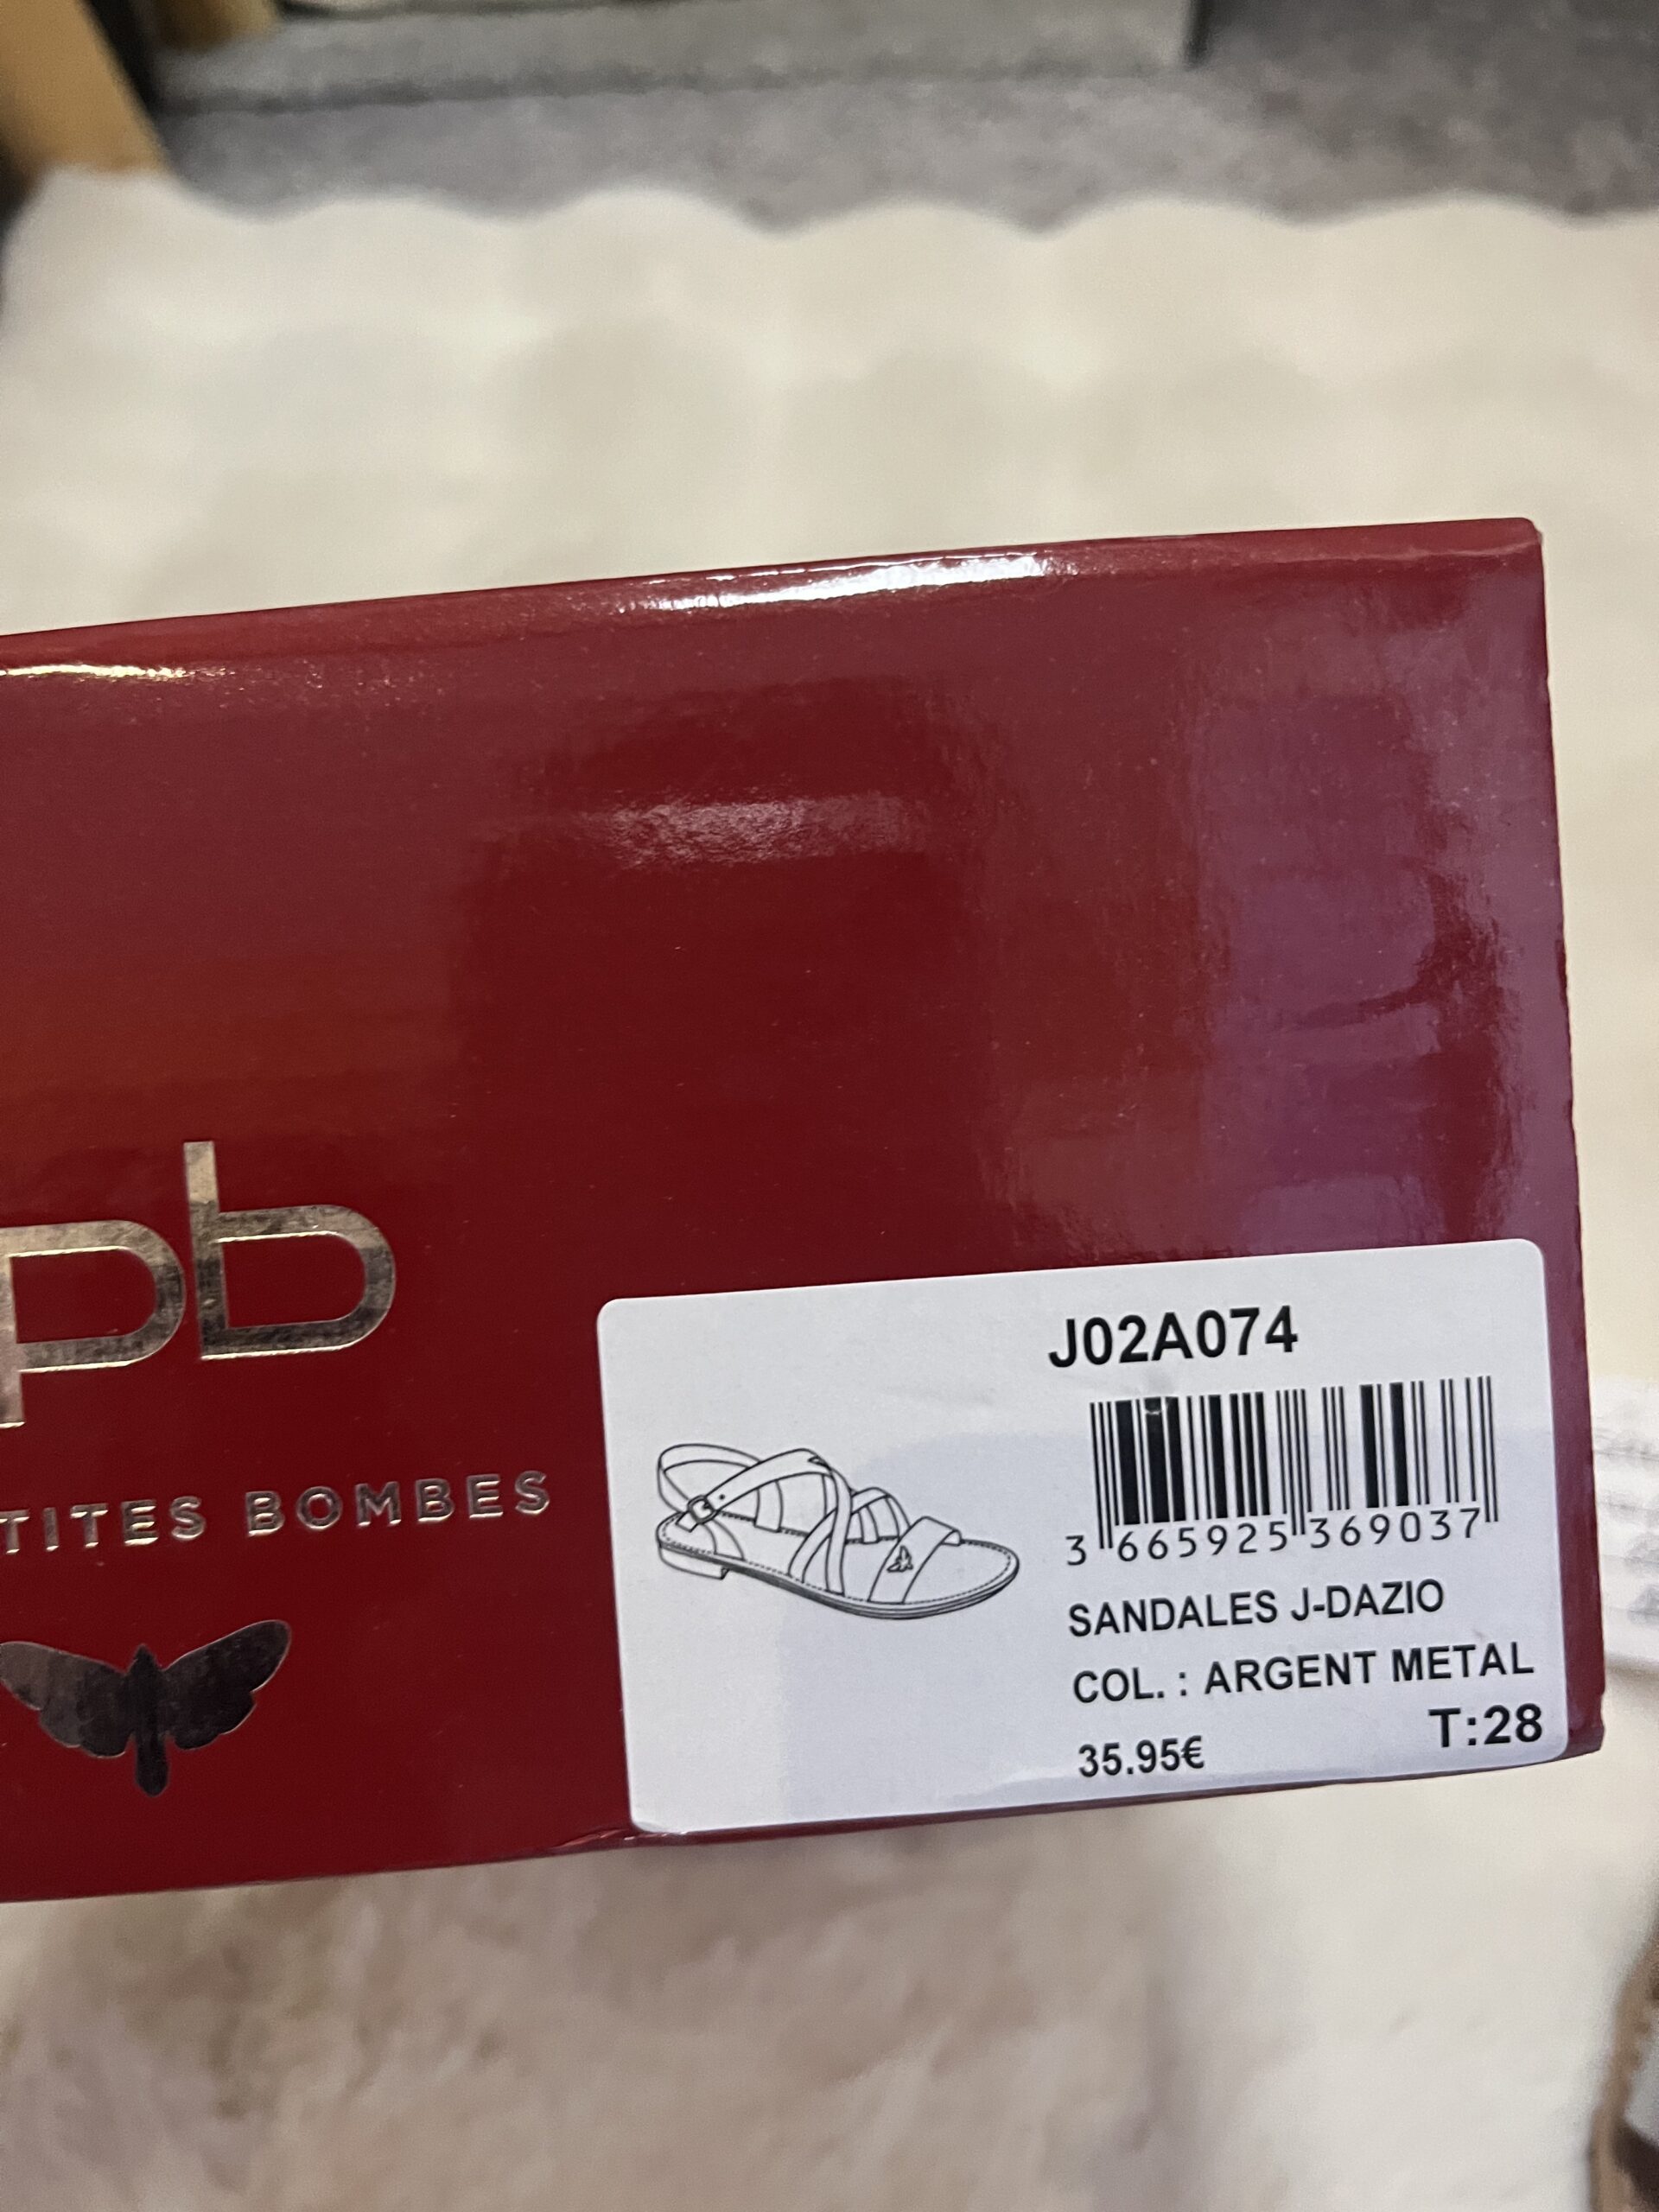 pb
TITES BOMBES
J02A074
3 665925 369037
SANDALES J-DAZIO
COL. : ARGENT METAL
T:28
35.95€